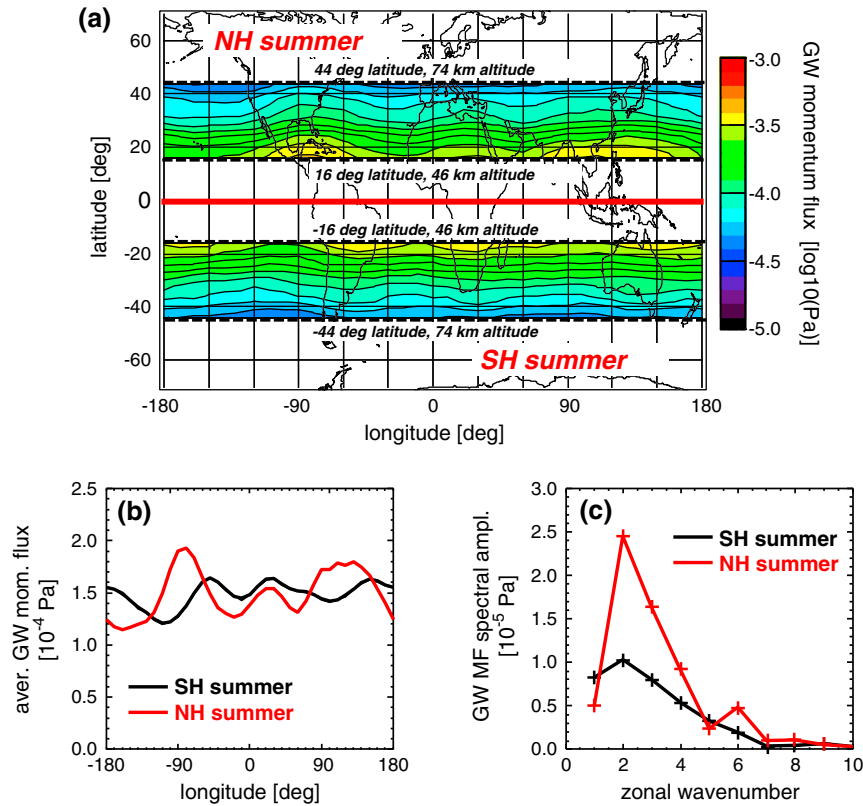 (a)
NH summer
44 deg latitude, 74 km altitude
16 deg latitude, 46 km altitude
-16 deg latitude, 46 km altitude
-44 deg latitude, 74 km altitude
SH summer
60
40
20
0
-20
-40
-60
latitude [deg]
-180
-90
0
90
180
longitude [deg]
-3.0
-3.5
-4.0
-4.5
-5.0
GW momentum flux [log10(Pa)]
(b)
2.5
2.0
1.5
1.0
0.5
0.0
aver. GW mom. flux
[10-4 Pa]
SH summer
NH summer
-180
-90
0
90
180
longitude [deg]
(c)
3.0
2.5
2.0
1.5
1.0
0.5
0.0
GW MF spectral ampl.
[10-5 Pa]
SH summer
NH summer
0
2
4
6
8
10
zonal wavenumber